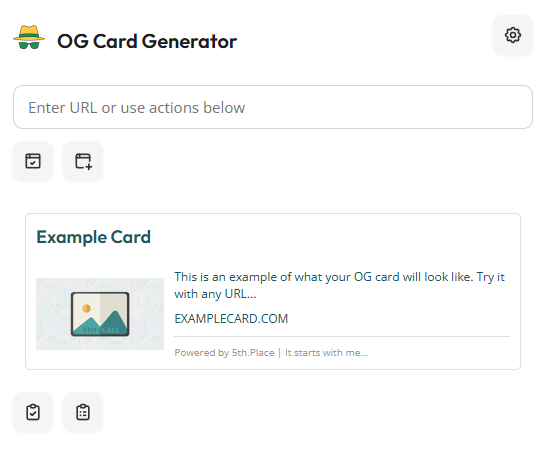 OG Card Generator
Enter URL or use actions below
Example Card
This is an example of what your OG card will look like. Try it
with any URL...
5TH.PLACE
EXAMPLECARD.COM
Powered by 5th.Place | It starts with me...